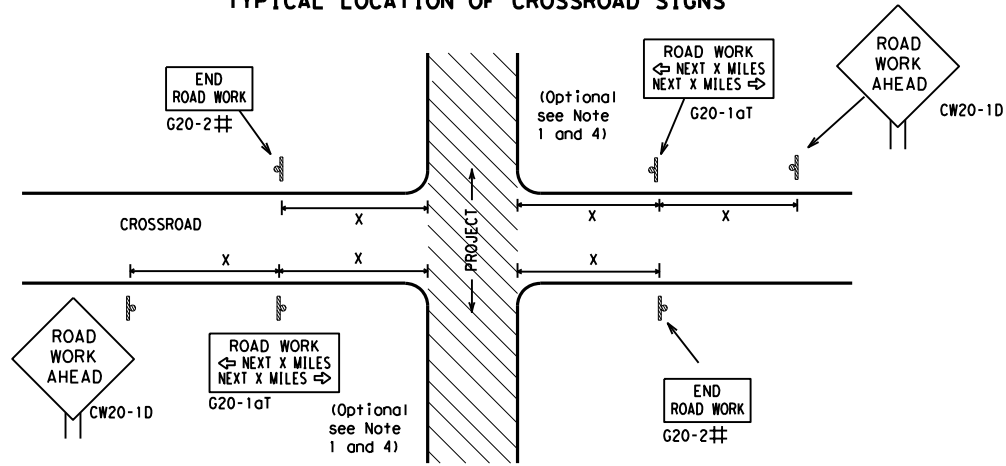 TYPICAL LOCATION OF CROSSROAD SIGNS
END
ROAD WORK
G20-2#
(Optional
see Note
1 and 4)
ROAD WORK
⇦ NEXT X MILES
NEXT X MILES ⇨
G20-1aT
ROAD
WORK
AHEAD
CW20-1D
CROSSROAD
X
X
X
PROJECT
X
X
X
ROAD
WORK
AHEAD
CW20-1D
ROAD WORK
⇦ NEXT X MILES
NEXT X MILES ⇨
G20-1aT
(Optional
see Note
1 and 4)
END
ROAD WORK
G20-2#